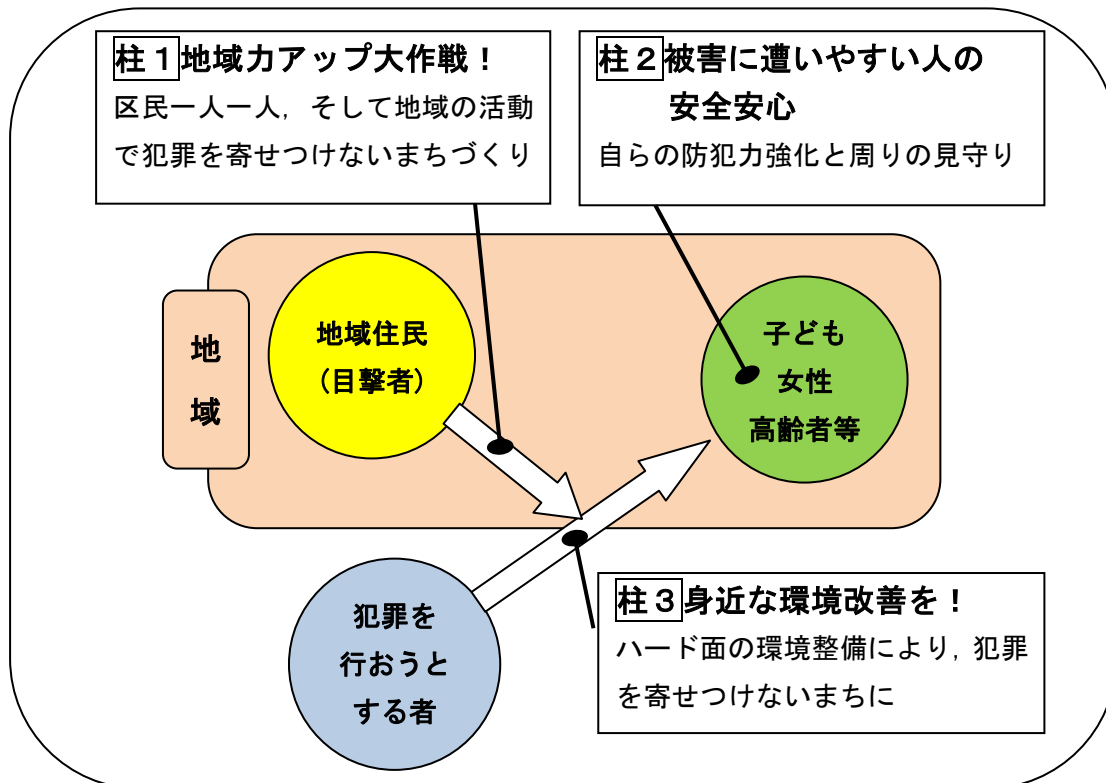 柱１地域力アップ大作戦！
区民一人一人，そして地域の活動
で犯罪を寄せつけないまちづくり
柱２被害に遭いやすい人の
安全安心
自らの防犯力強化と周りの見守り
地
域
地域住民
（目撃者）
子ども
女性
高齢者等
犯罪を
行おうと
する者
柱３身近な環境改善を！
ハード面の環境整備により，犯罪
を寄せつけないまちに